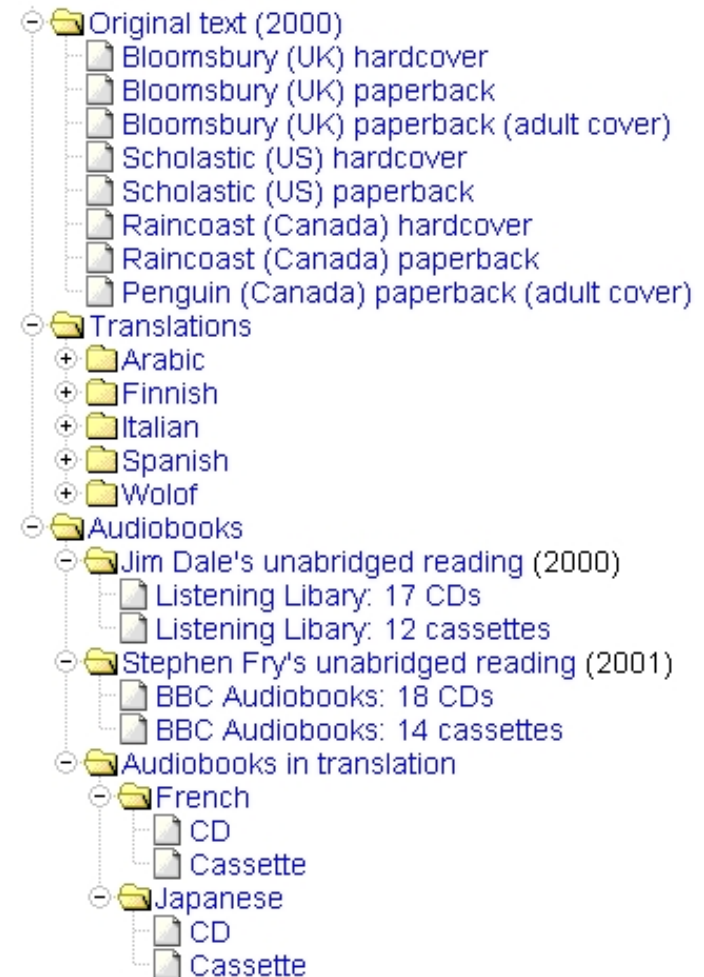 Original text (2000)
Bloomsbury (UK) hardcover
Bloomsbury (UK) paperback
Bloomsbury (UK) paperback (adult cover)
Scholastic (US) hardcover
Scholastic (US) paperback
Raincoast (Canada) hardcover
Raincoast (Canada) paperback
Penguin (Canada) paperback (adult cover)
Translations
Arabic
Finnish
Italian
Spanish
Wolof
Audiobooks
Jim Dale's unabridged reading (2000)
Listening Libary: 17 CDs
Listening Libary: 12 cassettes
Stephen Fry's unabridged reading (2001)
BBC Audiobooks: 18 CDs
BBC Audiobooks: 14 cassettes
Audiobooks in translation
French
CD
Cassette
Japanese
CD
Cassette